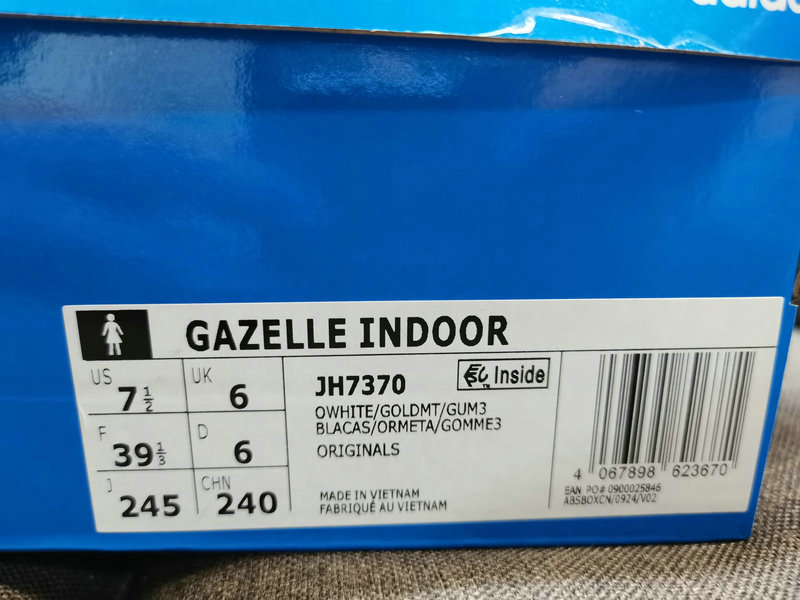 GAZELLE INDOOR
US 7 1/2 UK 6
F 39 1/3 D 6
J 245 CHN 240
JH7370
Inside
OWHITE/GOLDMT/GUM3
BLACAS/ORMETA/GOMME3
ORIGINALS
MADE IN VIETNAM
FABRIQUÉ AU VIETNAM
4 067898 623670
EAN PO# 0900025846
ABSBOXCN/0924/V02